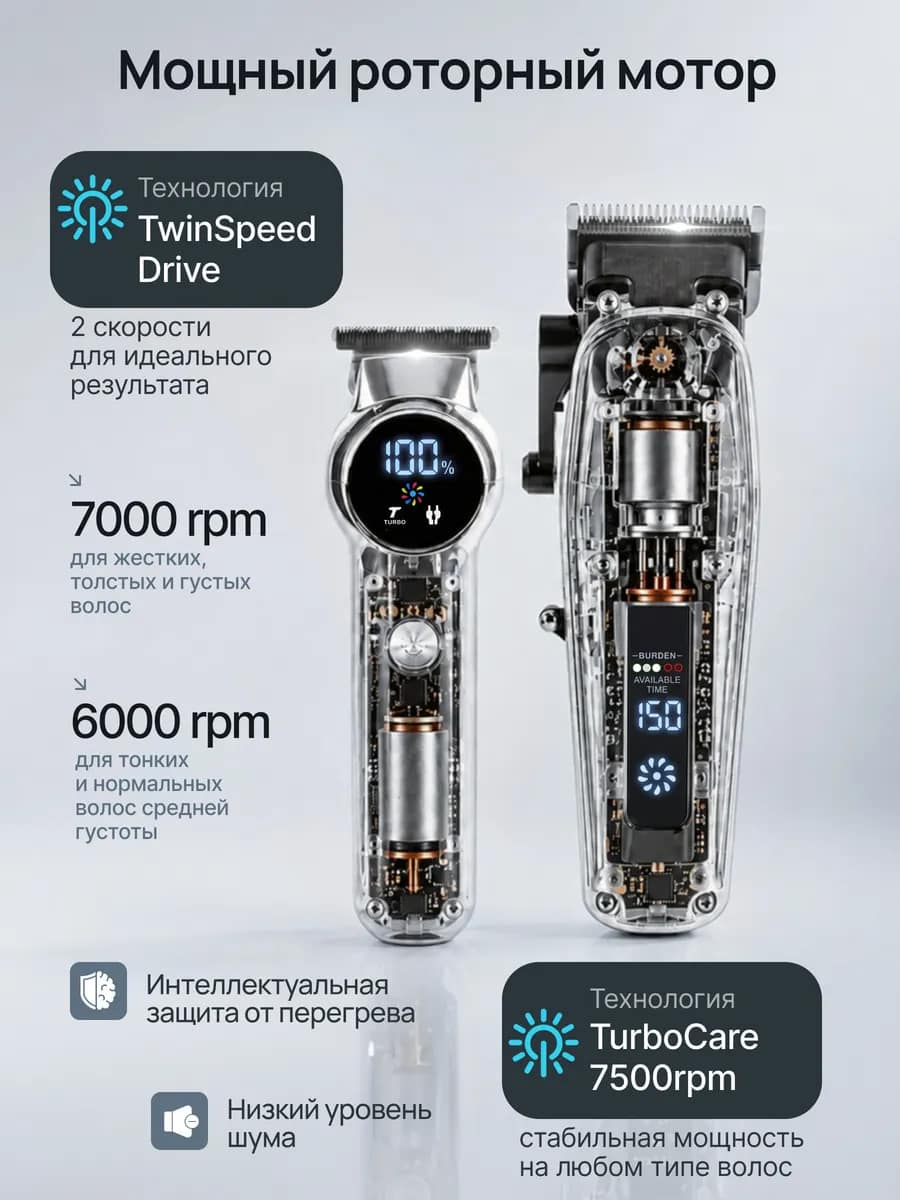 Мощный роторный мотор
Технология
TwinSpeed
Drive
2 скорости
для идеального
результата
7000 rpm
для жестких,
толстых и густых
волос
6000 rpm
для тонких
и нормальных
волос средней
густоты
100%
T
TURBO
–BURDEN–
AVAILABLE
TIME
150
Интеллектуальная
защита от перегрева
Низкий уровень
шума
Технология
TurboCare
7500rpm
стабильная мощность
на любом типе волос